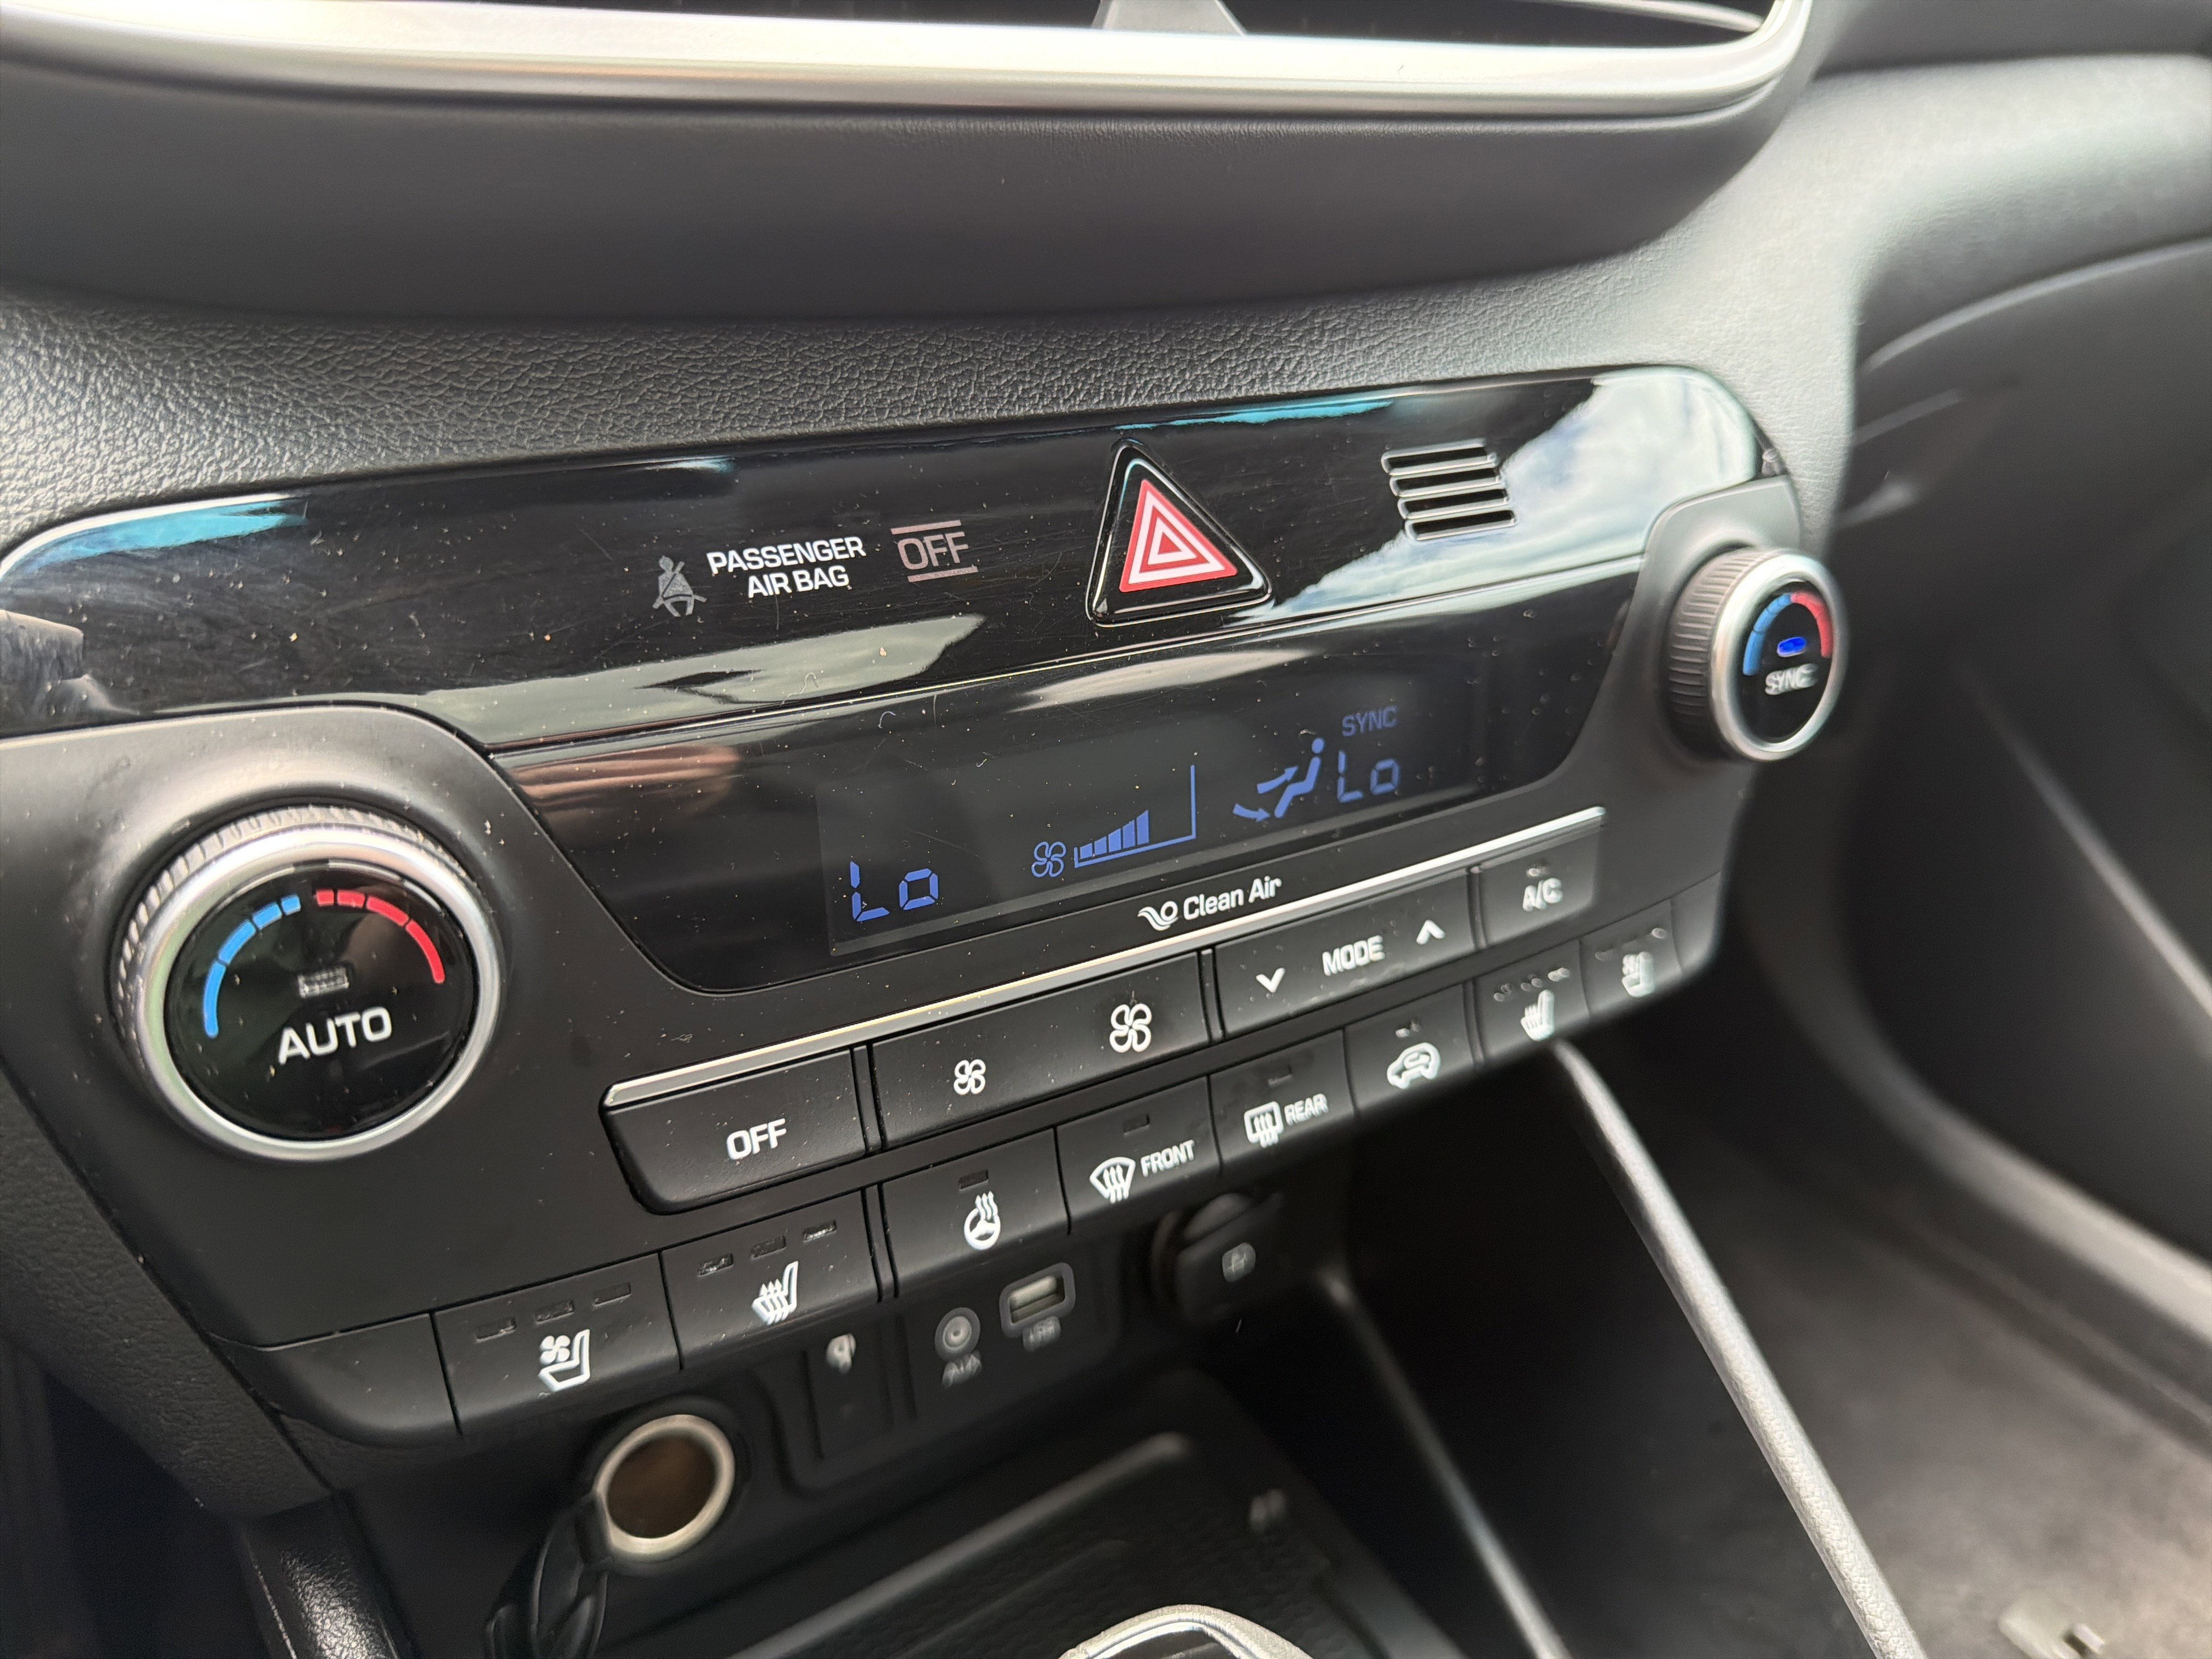 PASSENGER
AIR BAG
OFF
SYNC
SYNC
Lo
Lo
Clean Air
AUTO
OFF
MODE
A/C
FRONT
REAR